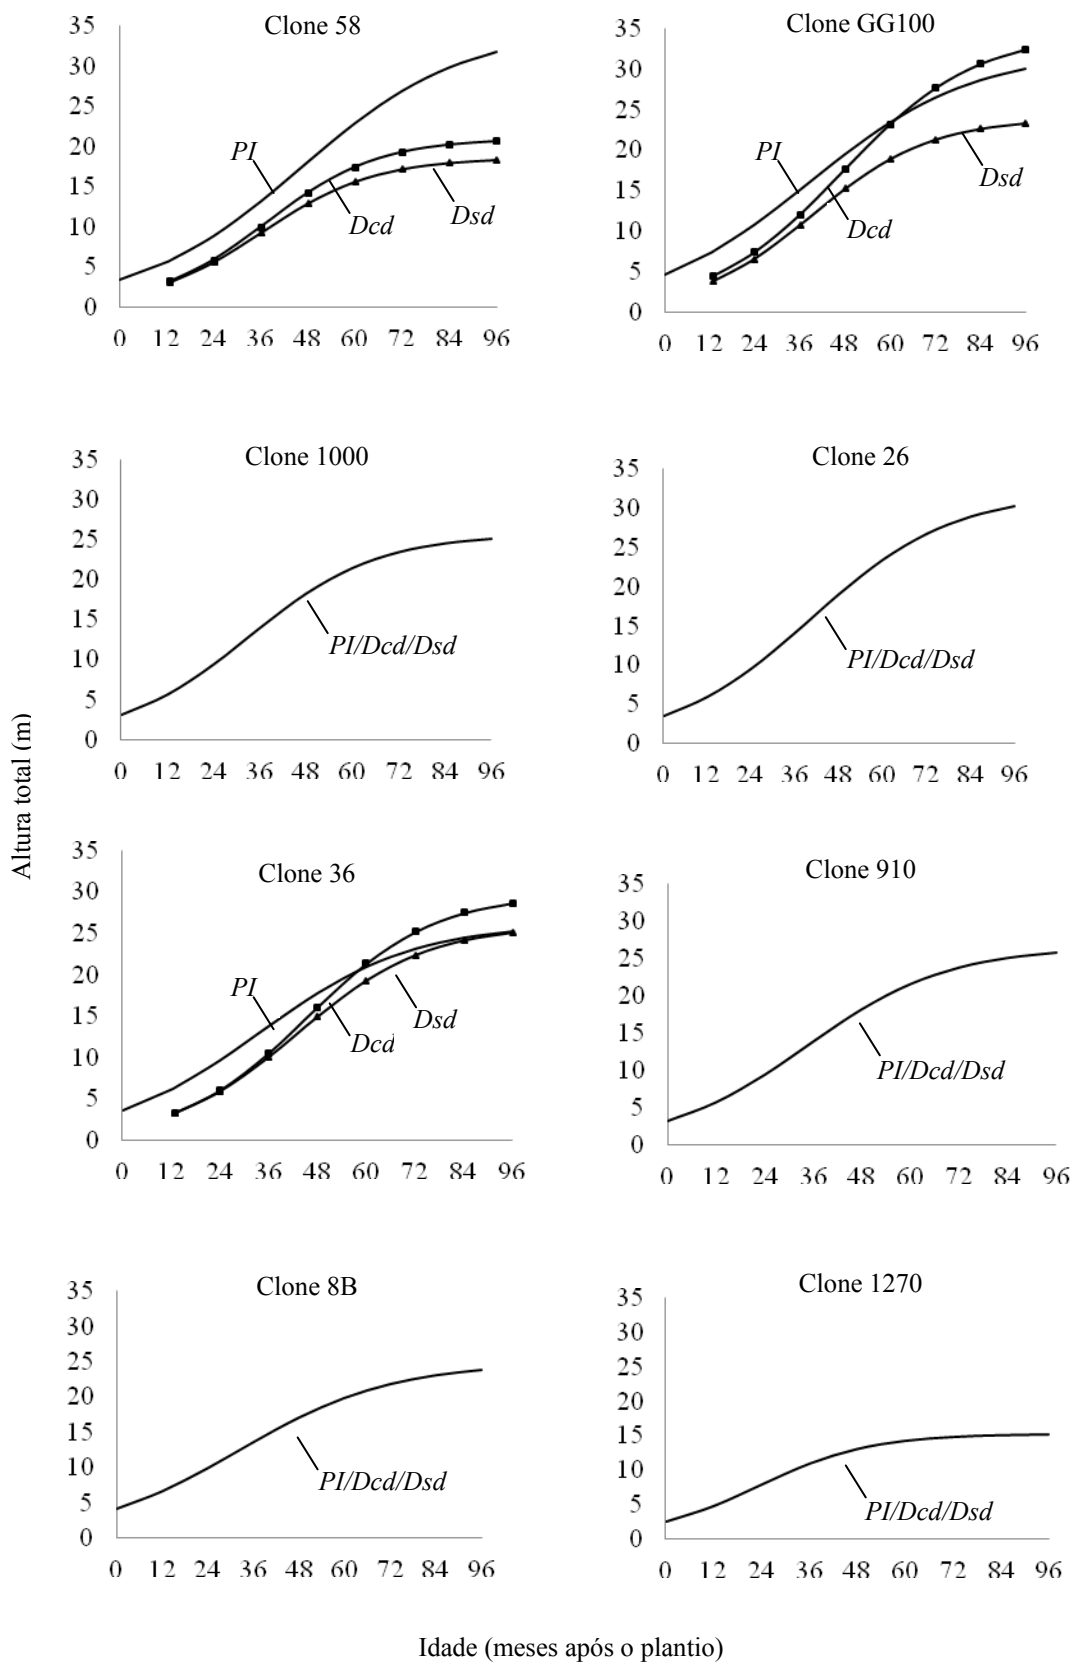 Clone 58
35
30
25
20
15
10
5
0
PI
Dcd
Dsd
0 12 24 36 48 60 72 84 96
Clone GG100
35
30
25
20
15
10
5
0
PI
Dsd
Dcd
0 12 24 36 48 60 72 84 96
Clone 1000
35
30
25
20
15
10
5
0
PI/Dcd/Dsd
0 12 24 36 48 60 72 84 96
Clone 26
35
30
25
20
15
10
5
0
PI/Dcd/Dsd
0 12 24 36 48 60 72 84 96
Altura total (m)
Clone 36
35
30
25
20
15
10
5
0
PI
Dsd
Dcd
0 12 24 36 48 60 72 84 96
Clone 910
35
30
25
20
15
10
5
0
PI/Dcd/Dsd
0 12 24 36 48 60 72 84 96
Clone 8B
35
30
25
20
15
10
5
0
PI/Dcd/Dsd
0 12 24 36 48 60 72 84 96
Clone 1270
35
30
25
20
15
10
5
0
PI/Dcd/Dsd
0 12 24 36 48 60 72 84 96
Idade (meses após o plantio)